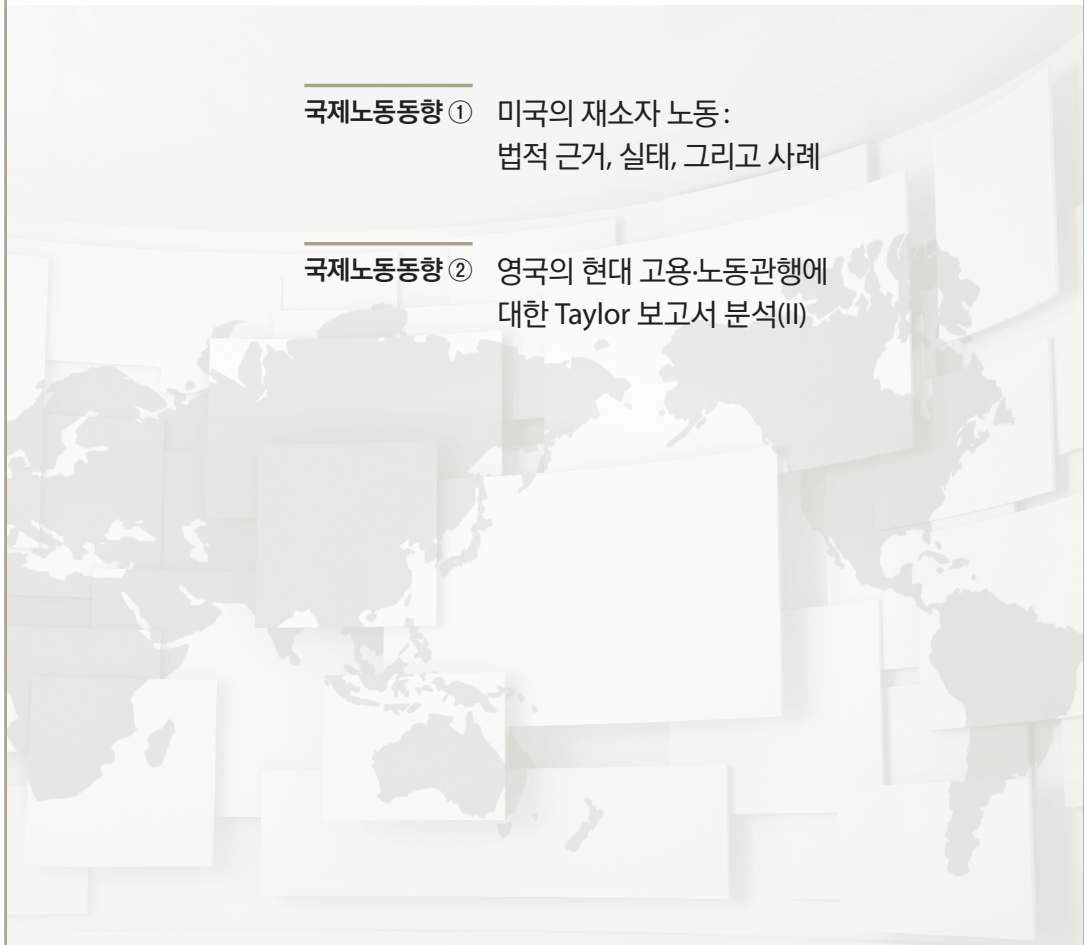 국제노동동향 ① 미국의 재소자 노동 :
법적 근거, 실태, 그리고 사례
국제노동동향 ② 영국의 현대 고용·노동관행에
대한 Taylor 보고서 분석(II)